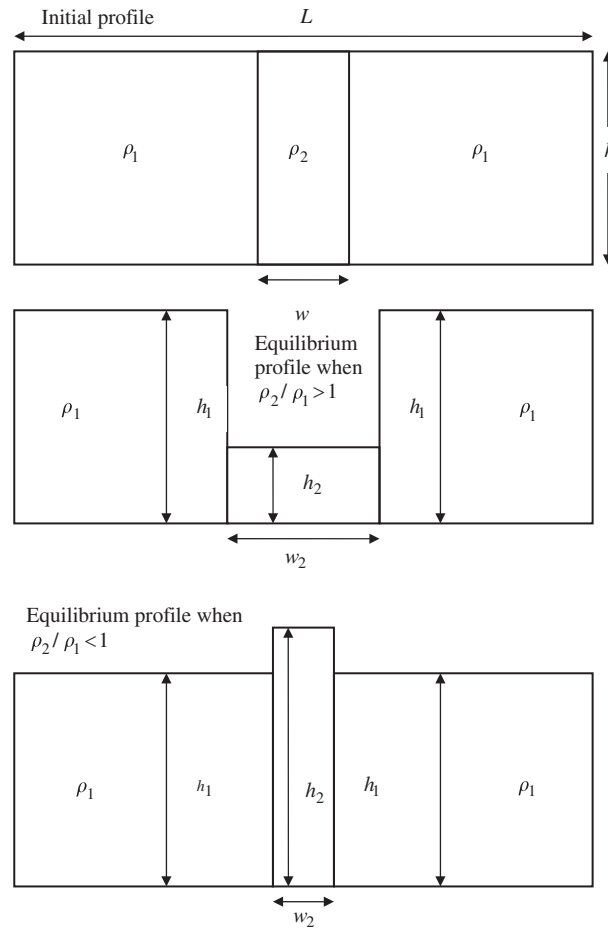 Initial profile
L
ρ₁
ρ₂
ρ₁
w
Equilibrium
profile when
ρ₂ / ρ₁ >1
ρ₁
h₁
h₁
ρ₁
h₂
w₂
Equilibrium profile when
ρ₂ / ρ₁ <1
ρ₁
h₁
h₂
h₁
ρ₁
w₂